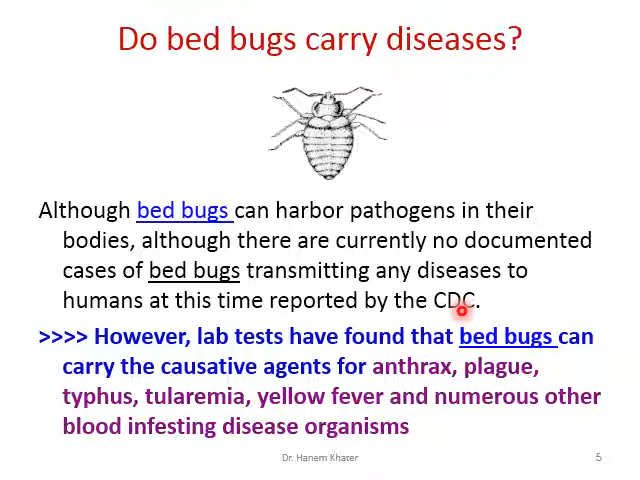 Do bed bugs carry diseases?
Although bed bugs can harbor pathogens in their
bodies, although there are currently no documented
cases of bed bugs transmitting any diseases to
humans at this time reported by the CDC.
>>>> However, lab tests have found that bed bugs can
carry the causative agents for anthrax, plague,
typhus, tularemia, yellow fever and numerous other
blood infesting disease organisms
Dr. Hanem Khater
5